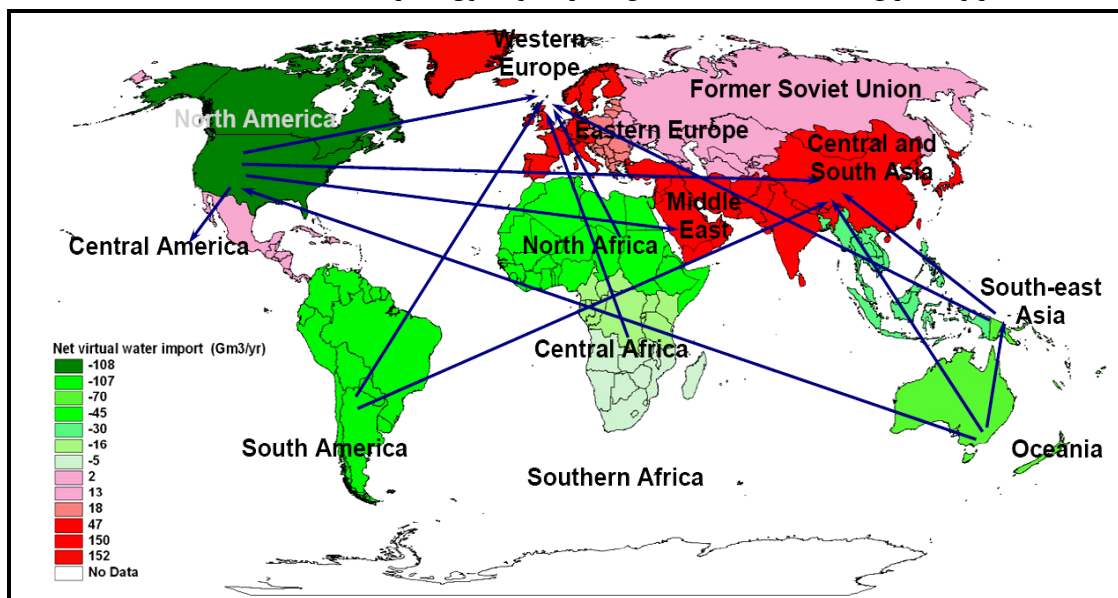 Western
Europe
Former Soviet Union
North America
Eastern Europe
Central and
South Asia
Middle
East
Central America
North Africa
South-east
Asia
Central Africa
South America
Oceania
Southern Africa
Net virtual water import (Gm3/yr)
-108
-107
-70
-45
-30
-16
-5
2
13
18
47
150
152
No Data